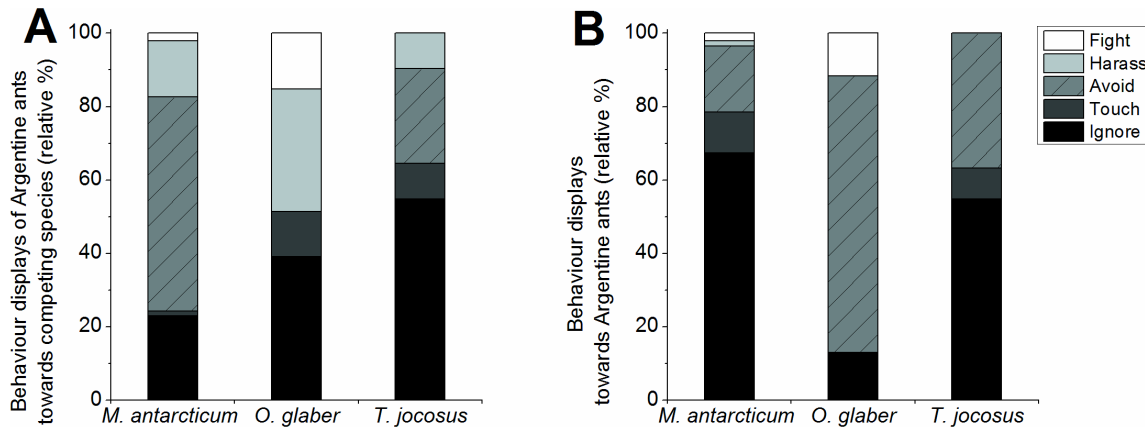 A
Behaviour displays of Argentine ants
towards competing species (relative %)
100
80
60
40
20
0
M. antarcticum
O. glaber
T. jocosus
B
Behaviour displays
towards Argentine ants (relative %)
100
80
60
40
20
0
M. antarcticum
O. glaber
T. jocosus
Fight
Harass
Avoid
Touch
Ignore